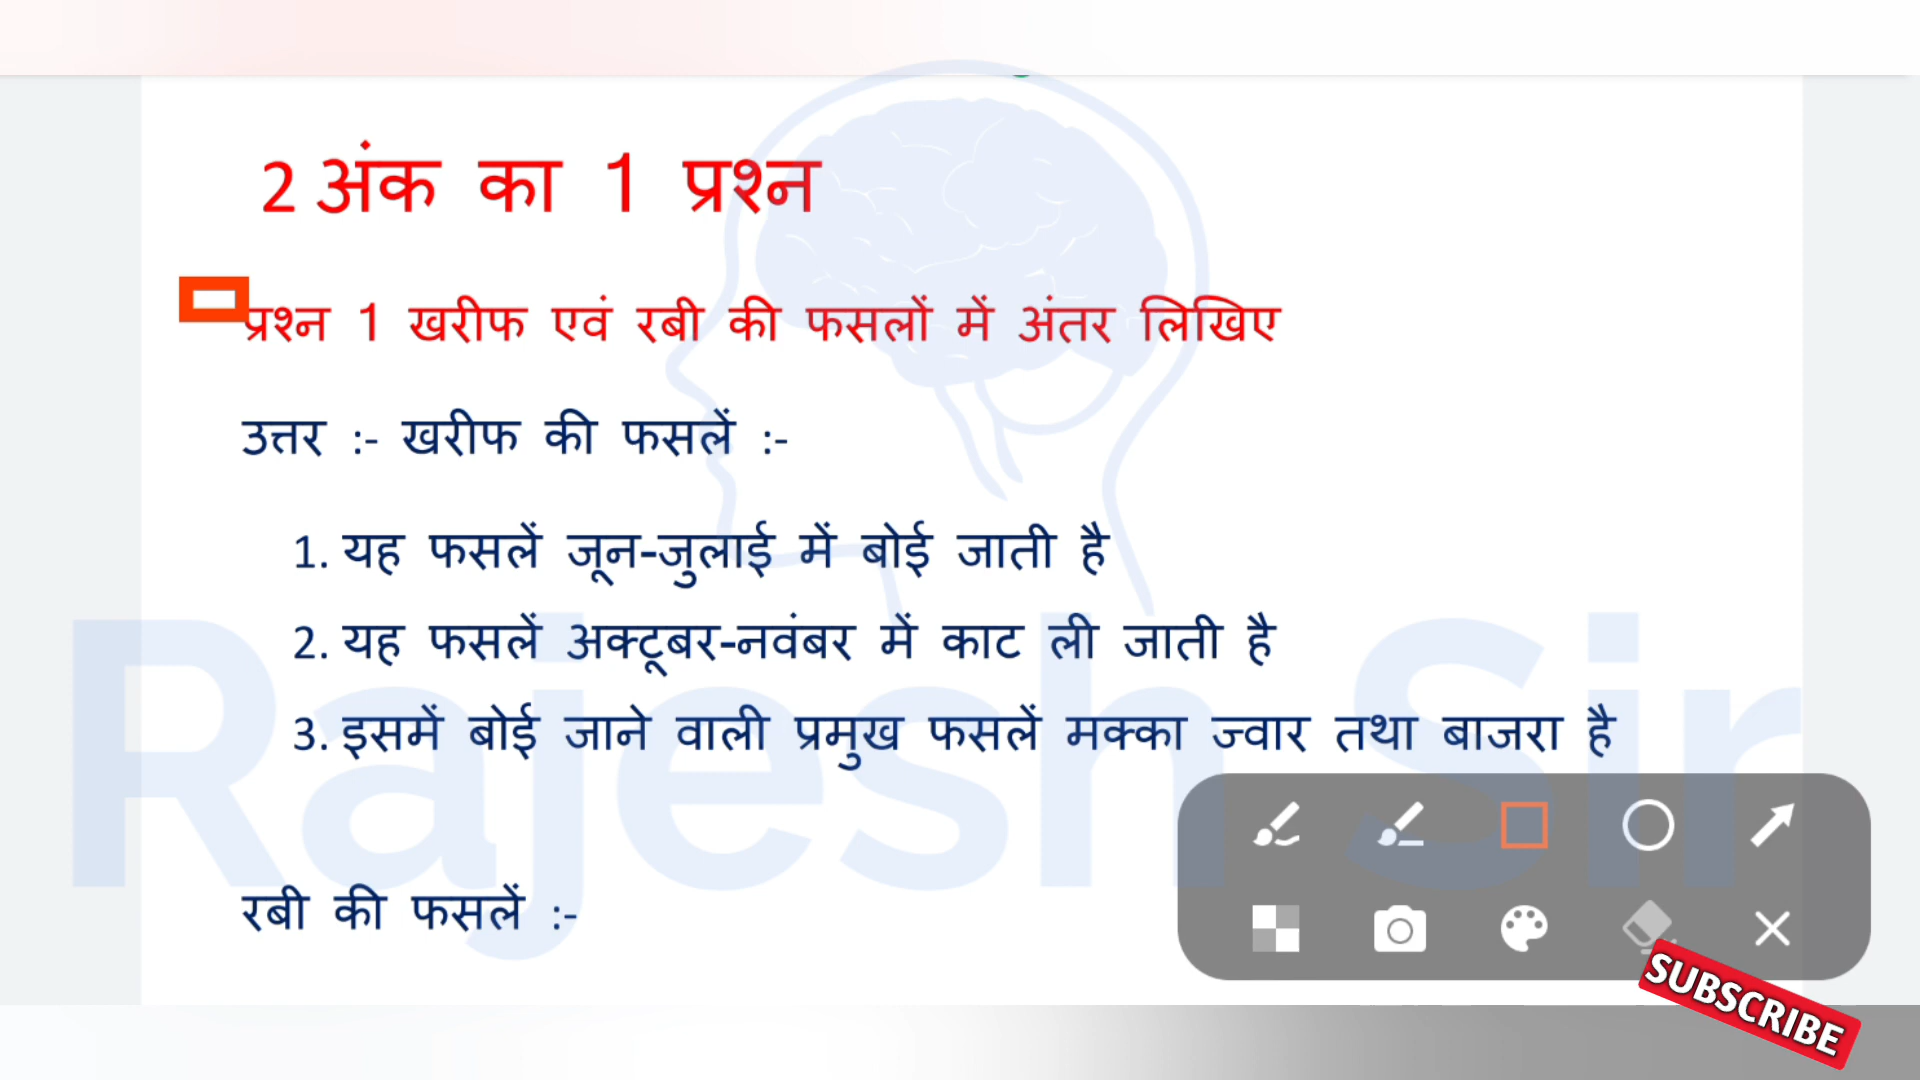 2 अंक का 1 प्रश्न
प्रश्न 1 खरीफ एवं रबी की फसलों में अंतर लिखिए
उत्तर :- खरीफ की फसलें :-
1. यह फसलें जून-जुलाई में बोई जाती है
2. यह फसलें अक्टूबर-नवंबर में काट ली जाती है
3. इसमें बोई जाने वाली प्रमुख फसलें मक्का ज्वार तथा बाजरा है
Rajesh Sir
रबी की फसलें :-
SUBSCRIBE